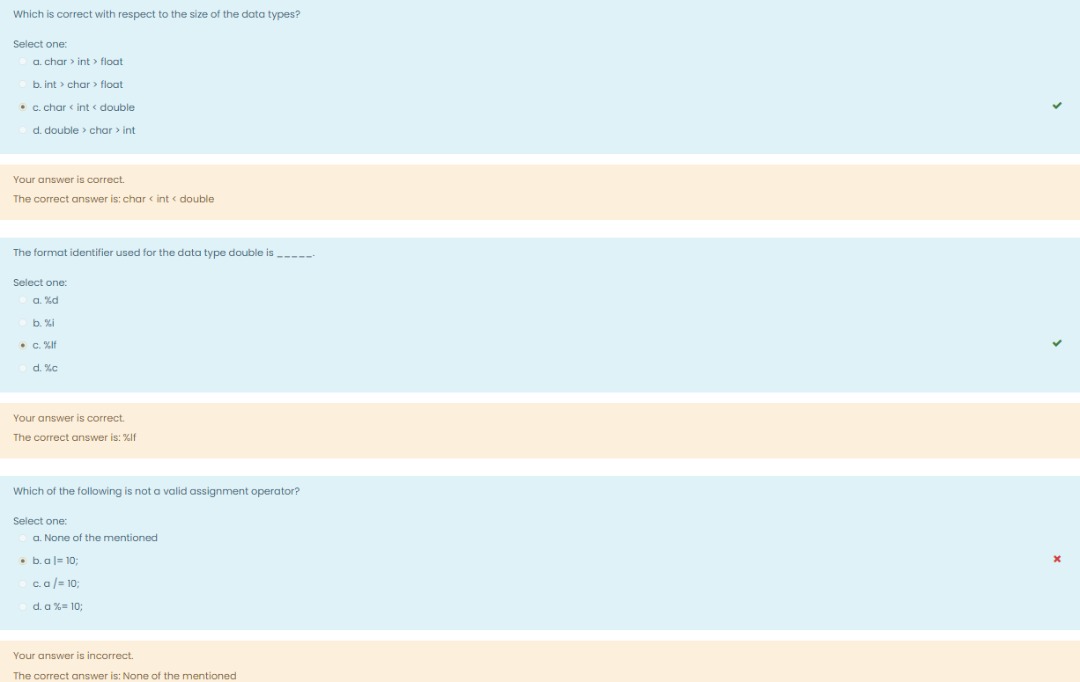 Which is correct with respect to the size of the data types?
Select one:
a. char > int > float
b. int > char > float
c. char < int < double
d. double > char > int
Your answer is correct.
The correct answer is: char < int < double
The format identifier used for the data type double is _____.
Select one:
a. %d
b. %i
c. %lf
d. %c
Your answer is correct.
The correct answer is: %lf
Which of the following is not a valid assignment operator?
Select one:
a. None of the mentioned
b. a |= 10;
c. a /= 10;
d. a %= 10;
Your answer is incorrect.
The correct answer is: None of the mentioned